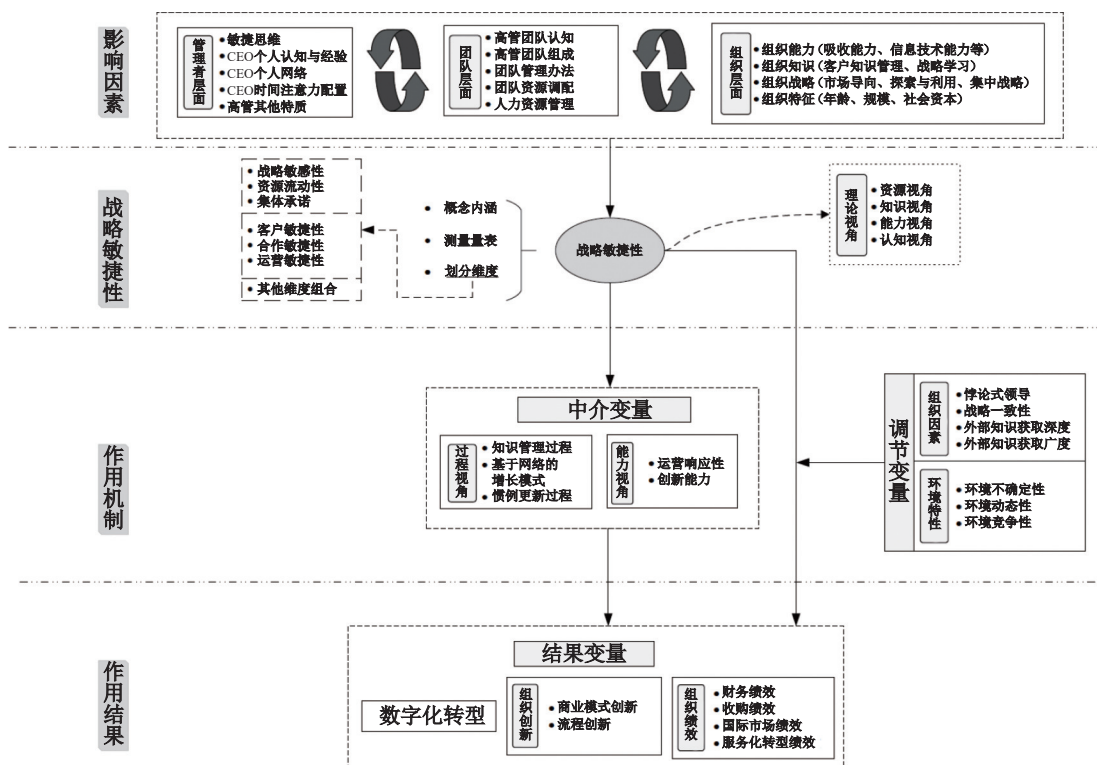 影响因素
管理者层面
• 敏捷思维
• CEO个人认知与经验
• CEO个人网络
• CEO时间注意力配置
• 高管其他特质
团队层面
• 高管团队认知
• 高管团队组成
• 团队管理办法
• 团队资源调配
• 人力资源管理
组织层面
• 组织能力（吸收能力、信息技术能力等）
• 组织知识（客户知识管理、战略学习）
• 组织战略（市场导向、探索与利用、集中战略）
• 组织特征（年龄、规模、社会资本）
战略敏捷性
• 战略敏感性
• 资源流动性
• 集体承诺
• 客户敏捷性
• 合作敏捷性
• 运营敏捷性
• 其他维度组合
• 概念内涵
• 测量量表
• 划分维度
战略敏捷性
理论视角
• 资源视角
• 知识视角
• 能力视角
• 认知视角
作用机制
中介变量
过程视角
• 知识管理过程
• 基于网络的
增长模式
• 惯例更新过程
能力视角
• 运营响应性
• 创新能力
调节变量
组织因素
• 悖论式领导
• 战略一致性
• 外部知识获取深度
• 外部知识获取广度
环境特性
• 环境不确定性
• 环境动态性
• 环境竞争性
作用结果
结果变量
数字化转型
组织创新
• 商业模式创新
• 流程创新
组织绩效
• 财务绩效
• 收购绩效
• 国际市场绩效
• 服务化转型绩效